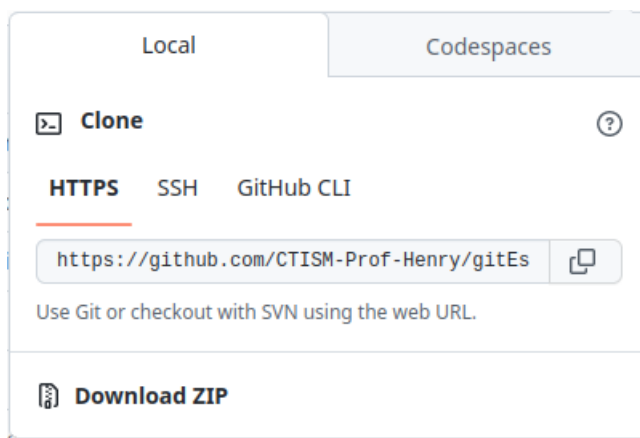 Local
Codespaces
Clone
HTTPS
SSH
GitHub CLI
https://github.com/CTISM-Prof-Henry/gitEs
Use Git or checkout with SVN using the web URL.
Download ZIP